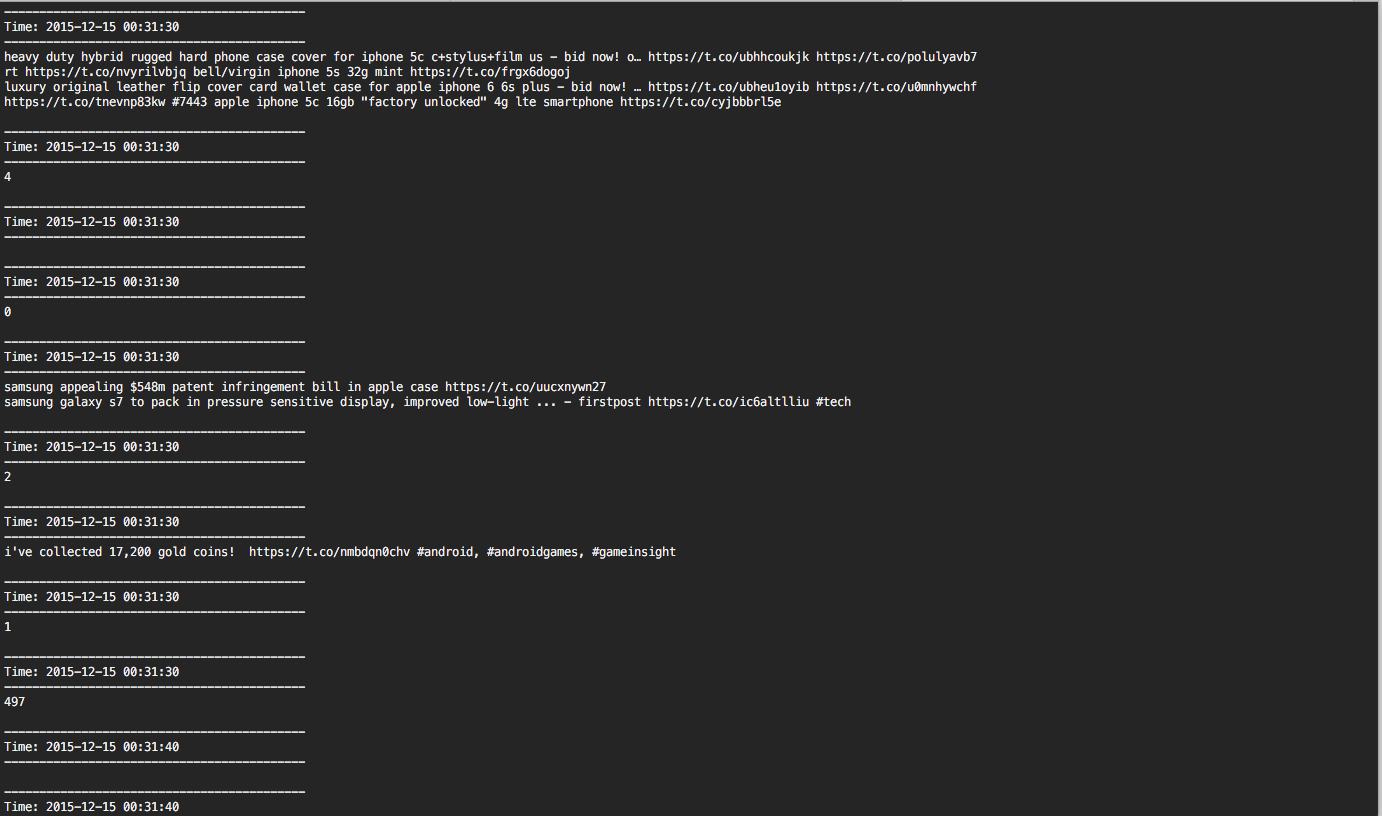 -------------------------------------------
Time: 2015-12-15 00:31:30
-------------------------------------------
heavy duty hybrid rugged hard phone case cover for iphone 5c c+stylus+film us - bid now! o… https://t.co/ubhhcoukjk https://t.co/polulyavb7
rt https://t.co/nvyrilvbjq bell/virgin iphone 5s 32g mint https://t.co/frgx6dogoj
luxury original leather flip cover card wallet case for apple iphone 6 6s plus - bid now! … https://t.co/ubheu1oyib https://t.co/u0mnhywchf
https://t.co/tnevnp83kw #7443 apple iphone 5c 16gb "factory unlocked" 4g lte smartphone https://t.co/cyjbbbrl5e
-------------------------------------------
Time: 2015-12-15 00:31:30
-------------------------------------------
4
-------------------------------------------
Time: 2015-12-15 00:31:30
-------------------------------------------
-------------------------------------------
Time: 2015-12-15 00:31:30
-------------------------------------------
0
-------------------------------------------
Time: 2015-12-15 00:31:30
-------------------------------------------
samsung appealing $548m patent infringement bill in apple case https://t.co/uucxnywn27
samsung galaxy s7 to pack in pressure sensitive display, improved low-light ... - firstpost https://t.co/ic6altlliu #tech
-------------------------------------------
Time: 2015-12-15 00:31:30
-------------------------------------------
2
-------------------------------------------
Time: 2015-12-15 00:31:30
-------------------------------------------
i've collected 17,200 gold coins!  https://t.co/nmbdqn0chv #android, #androidgames, #gameinsight
-------------------------------------------
Time: 2015-12-15 00:31:30
-------------------------------------------
1
-------------------------------------------
Time: 2015-12-15 00:31:30
-------------------------------------------
497
-------------------------------------------
Time: 2015-12-15 00:31:40
-------------------------------------------
-------------------------------------------
Time: 2015-12-15 00:31:40